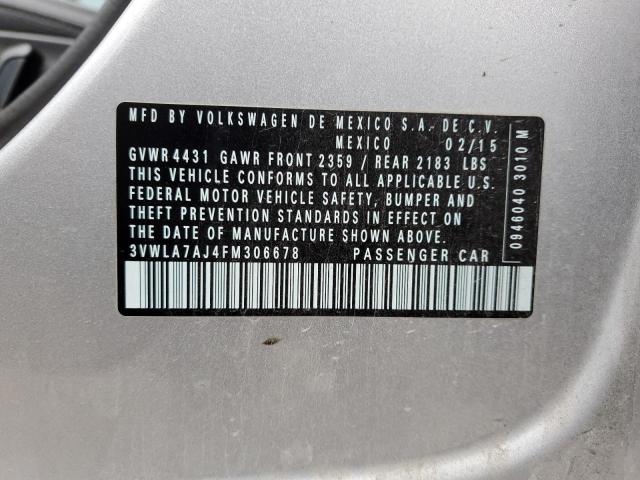 MFD BY VOLKSWAGEN DE MEXICO S.A. DE C.V.
MEXICO 02/15
GVWR 4431 GAWR FRONT 2359 / REAR 2183 LBS
THIS VEHICLE CONFORMS TO ALL APPLICABLE U.S.
FEDERAL MOTOR VEHICLE SAFETY, BUMPER AND
THEFT PREVENTION STANDARDS IN EFFECT ON
THE DATE OF MANUFACTURE SHOWN ABOVE
3VWLA7AJ4FM306678 PASSENGER CAR
0946040 3010 M